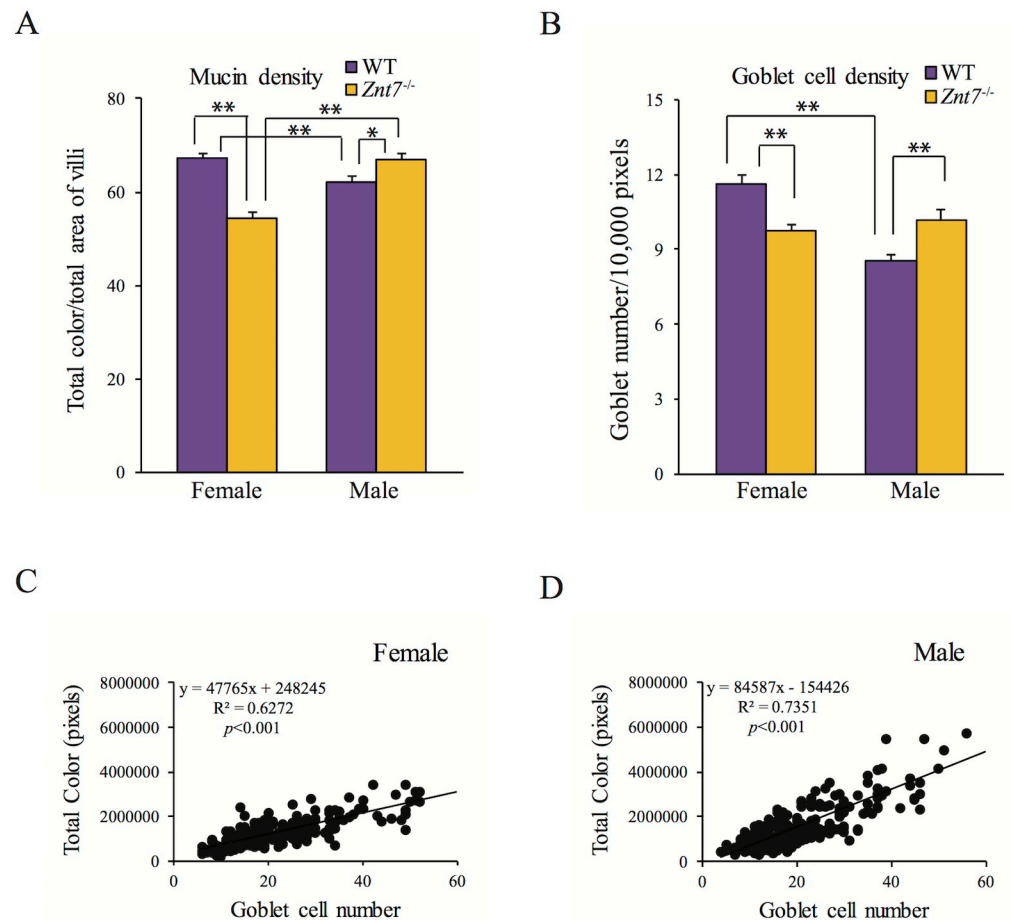 A
Mucin density
WT
Znt7-/-
Total color/total area of villi
80
60
40
20
0
**
**
**
*
Female
Male
B
Goblet cell density
WT
Znt7-/-
Goblet number/10,000 pixels
15
12
9
6
3
0
**
**
**
Female
Male
C
Female
Total Color (pixels)
8000000
6000000
4000000
2000000
0
y = 47765x + 248245
R² = 0.6272
p<0.001
0 20 40 60
Goblet cell number
D
Male
Total Color (pixels)
8000000
6000000
4000000
2000000
0
y = 84587x - 154426
R² = 0.7351
p<0.001
0 20 40 60
Goblet cell number